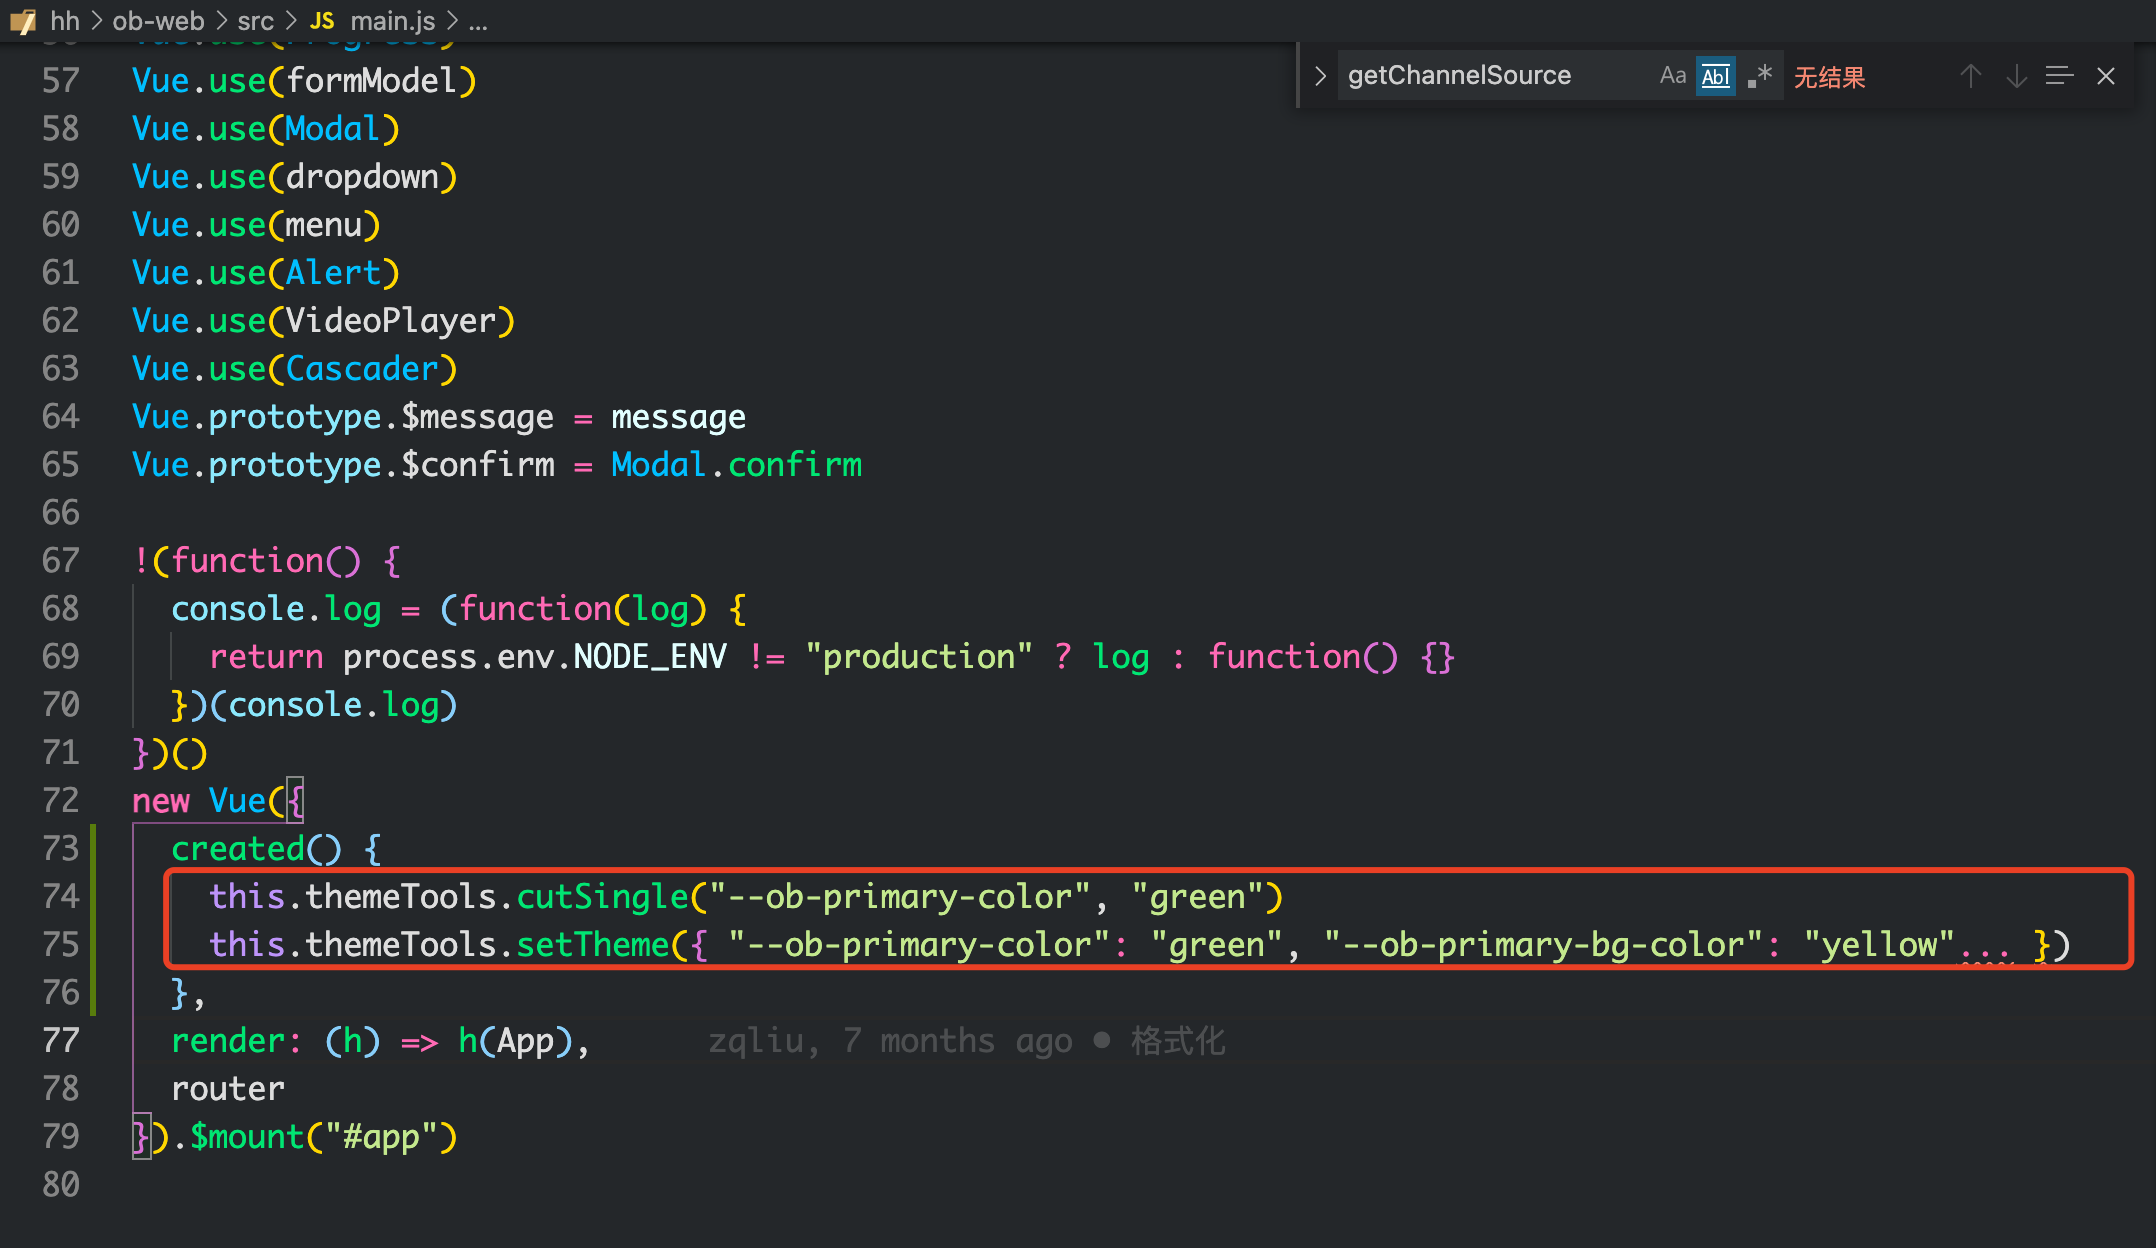 hh > ob-web > src > JS main.js > ...
getChannelSource Aa Abl .* 无结果
57 Vue.use(formModel)
58 Vue.use(Modal)
59 Vue.use(dropdown)
60 Vue.use(menu)
61 Vue.use(Alert)
62 Vue.use(VideoPlayer)
63 Vue.use(Cascader)
64 Vue.prototype.$message = message
65 Vue.prototype.$confirm = Modal.confirm
66
67 !(function() {
68 console.log = (function(log) {
69 return process.env.NODE_ENV != "production" ? log : function() {}
70 })(console.log)
71 })()
72 new Vue({
73 created() {
74 this.themeTools.cutSingle("--ob-primary-color", "green")
75 this.themeTools.setTheme({ "--ob-primary-color": "green", "--ob-primary-bg-color": "yellow"... })
76 },
77 render: (h) => h(App), zqliu, 7 months ago • 格式化
78 router
79 }).$mount("#app")
80